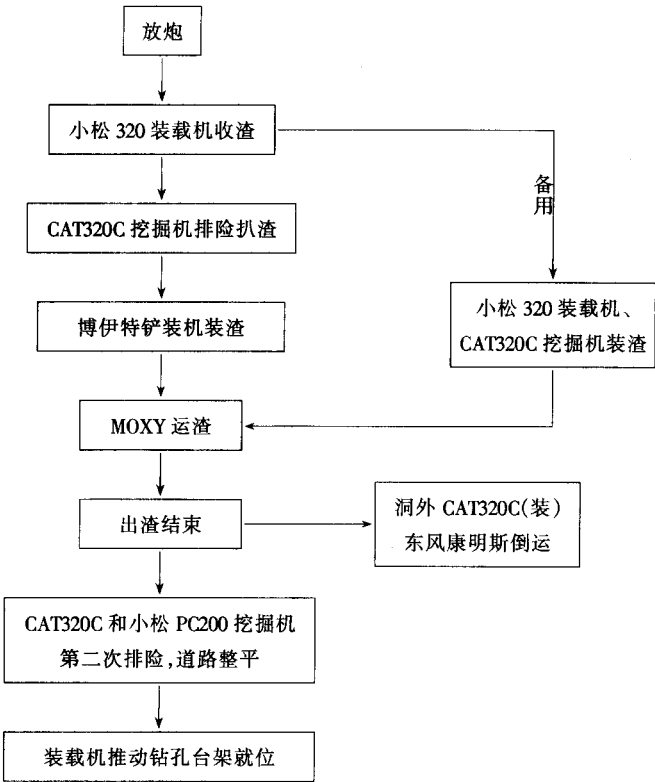 放炮
小松 320 装载机收渣
备用
CAT320C 挖掘机排险扒渣
博伊特铲装机装渣
小松 320 装载机、
CAT320C 挖掘机装渣
MOXY 运渣
出渣结束
洞外 CAT320C(装)
东风康明斯倒运
CAT320C 和小松 PC200 挖掘机
第二次排险,道路整平
装载机推动钻孔台架就位